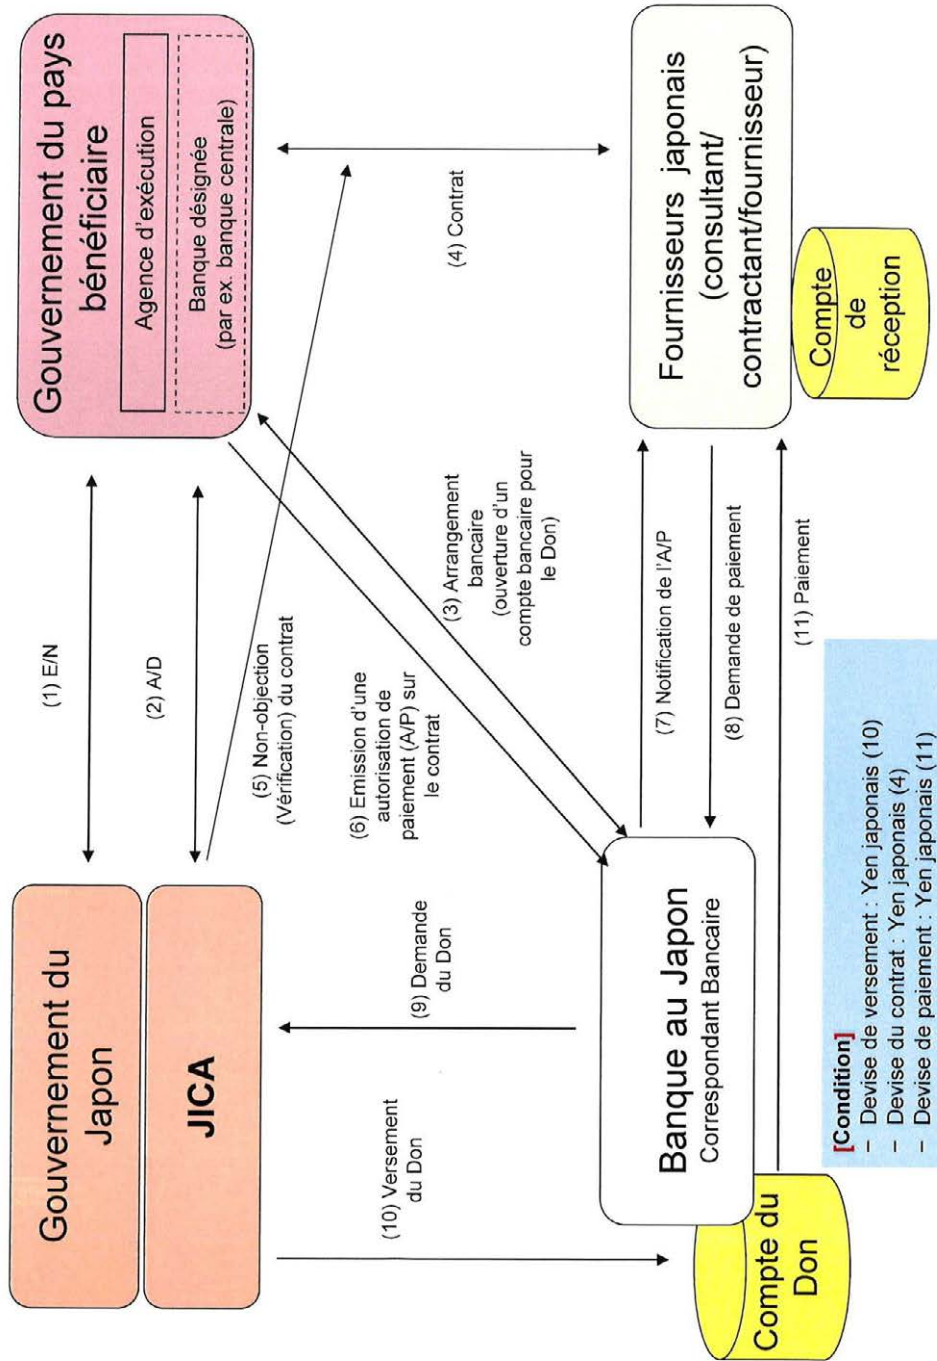 Gouvernement du
Japon
JICA
Gouvernement du pays
bénéficiaire
Agence d'exécution
Banque désignée
(par ex. banque centrale)
(1) E/N
(2) A/D
(5) Non-objection
(Vérification) du contrat
(6) Emission d'une
autorisation de
paiement (A/P) sur
le contrat
(3) Arrangement
bancaire
(ouverture d'un
compte bancaire pour
le Don)
(4) Contrat
(9) Demande
du Don
(10) Versement
du Don
Banque au Japon
Correspondant Bancaire
Compte du
Don
(7) Notification de l'A/P
(8) Demande de paiement
(11) Paiement
Fournisseurs japonais
(consultant/
contractant/fournisseur)
Compte
de
réception
[Condition]
– Devise de versement : Yen japonais (10)
– Devise du contrat : Yen japonais (4)
– Devise de paiement : Yen japonais (11)